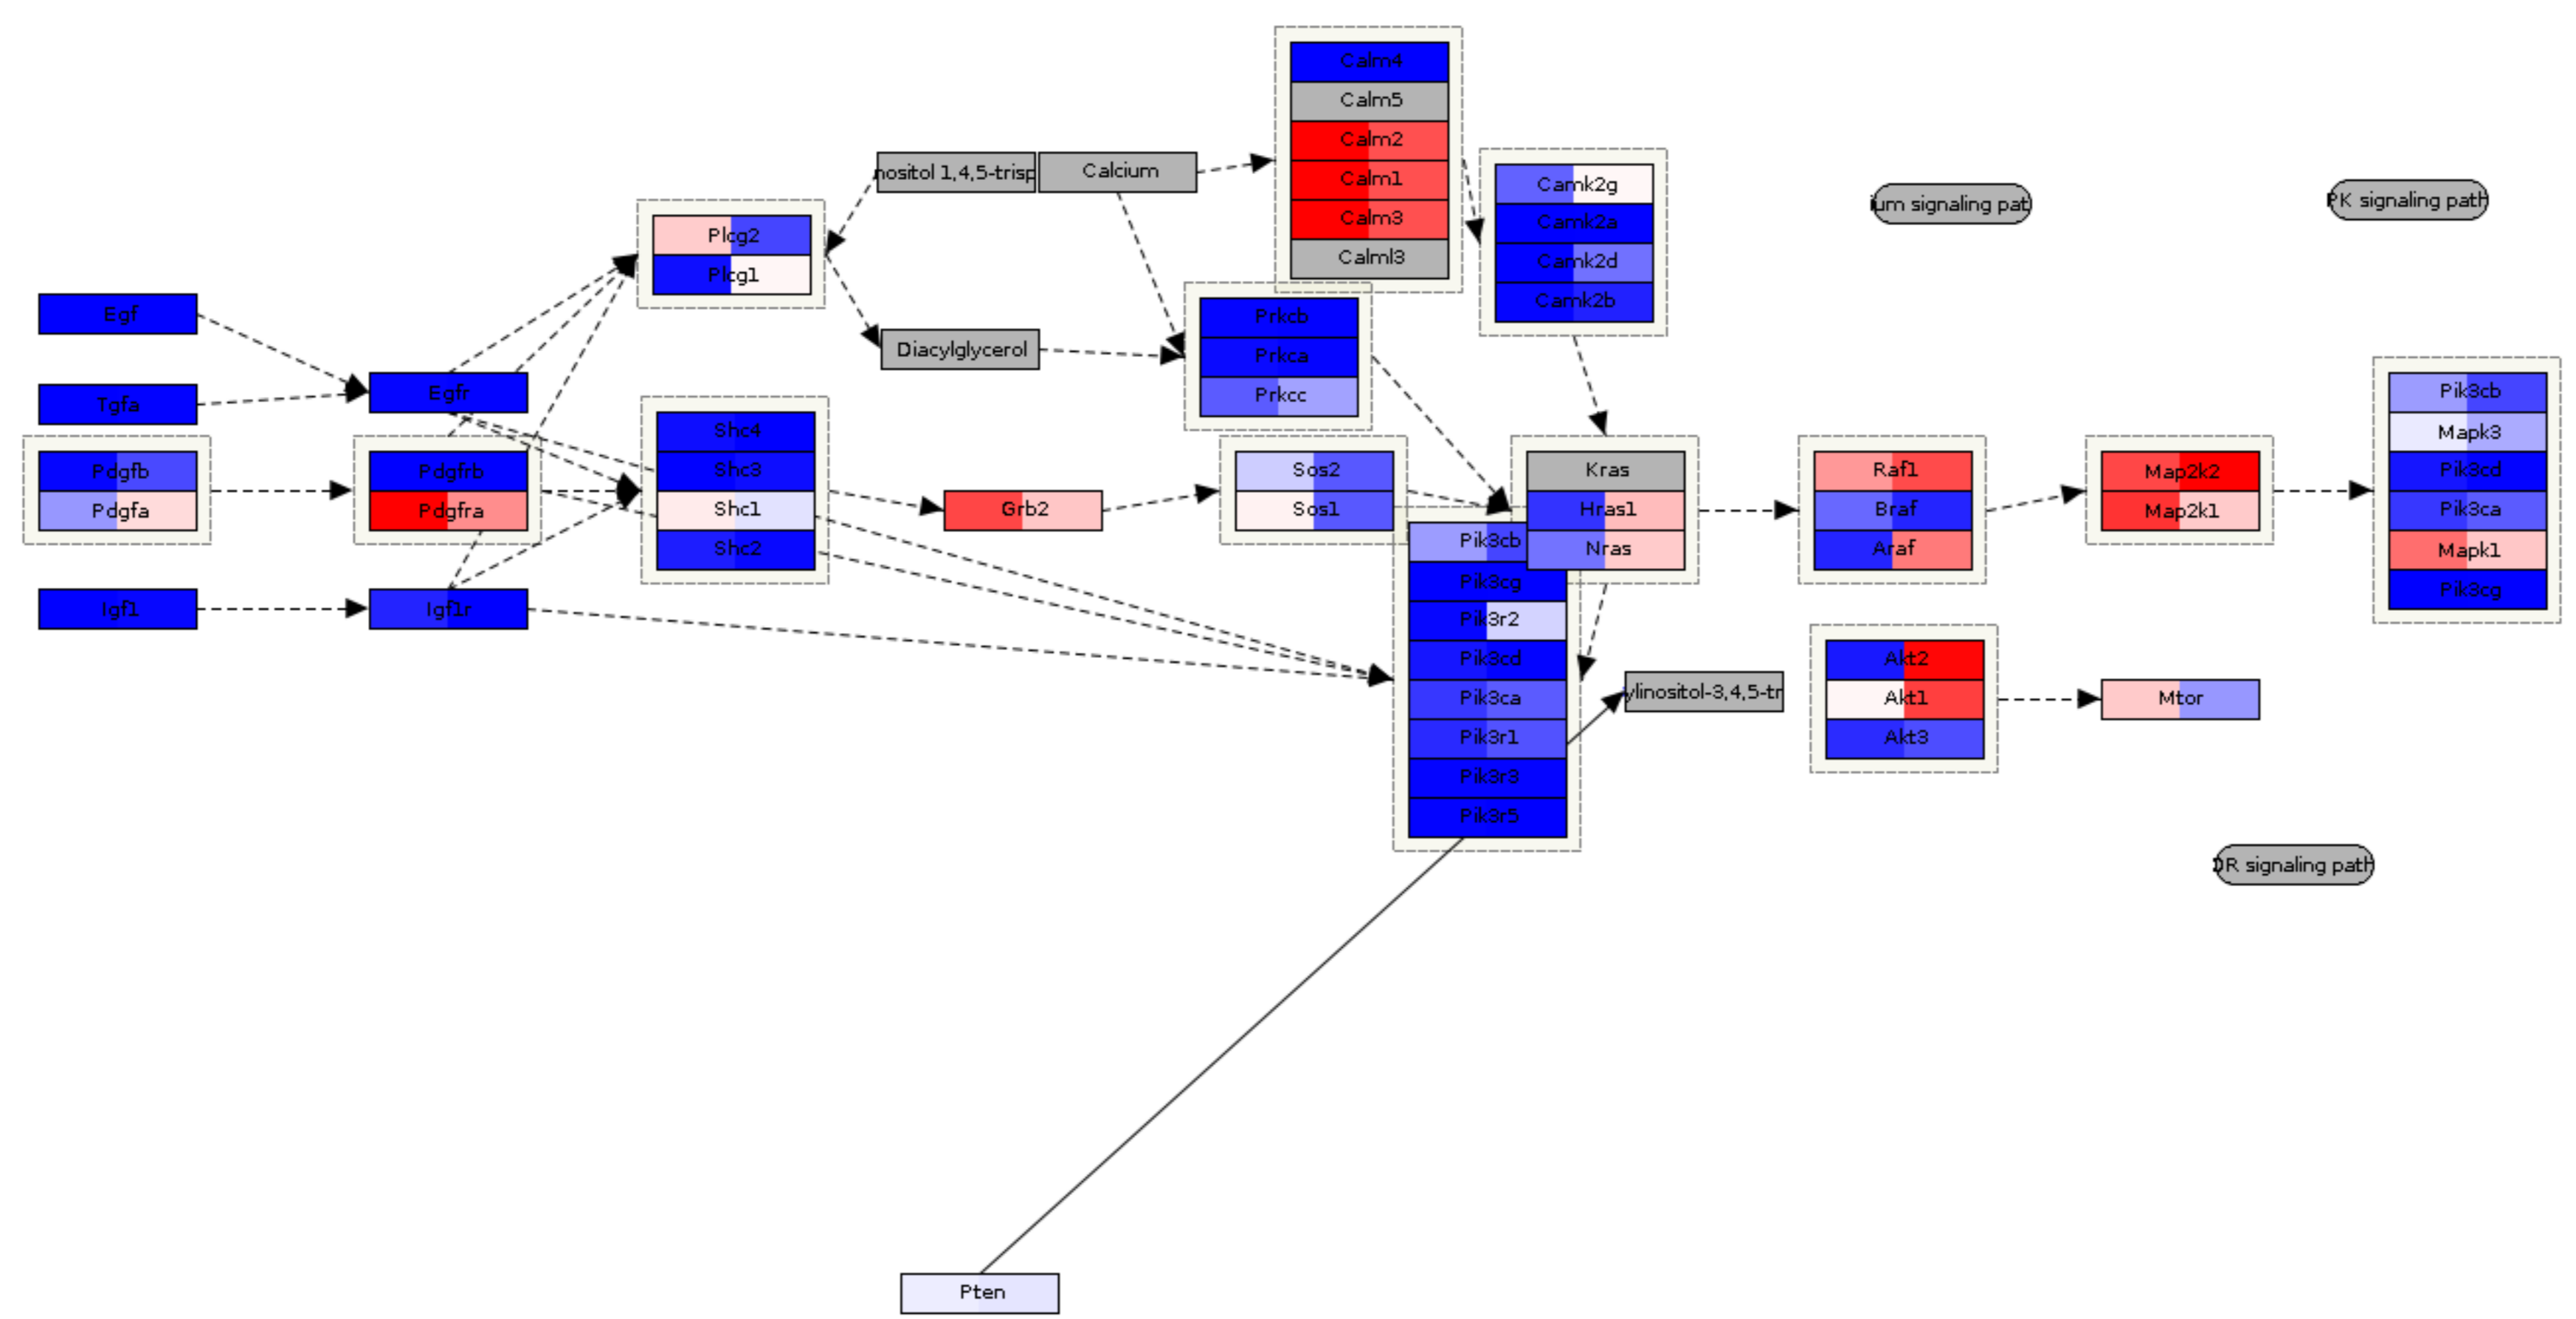 Calm4
Calm5
Calm2
Calm1
Calm3
Calml3
nositol 1,4,5-trisp
Calcium
Camk2g
Camk2a
Camk2d
Camk2b
um signaling pat
PK signaling path
Plcg2
Plcg1
Egf
Tgfa
Pdgfb
Pdgfa
Igf1
Egfr
Pdgfrb
Pdgfra
Igf1r
Diacylglycerol
Prkcb
Prkca
Prkcc
Shc4
Shc3
Shc1
Shc2
Grb2
Sos2
Sos1
Kras
Hras1
Nras
Pik3cb
Pik3cg
Pik3r2
Pik3cd
Pik3ca
Pik3r1
Pik3r3
Pik3r5
Raf1
Braf
Araf
Map2k2
Map2k1
Pik3cb
Mapk3
Pik3cd
Pik3ca
Mapk1
Pik3cg
ylinositol-3,4,5-tr
Akt2
Akt1
Akt3
Mtor
OR signaling path
Pten